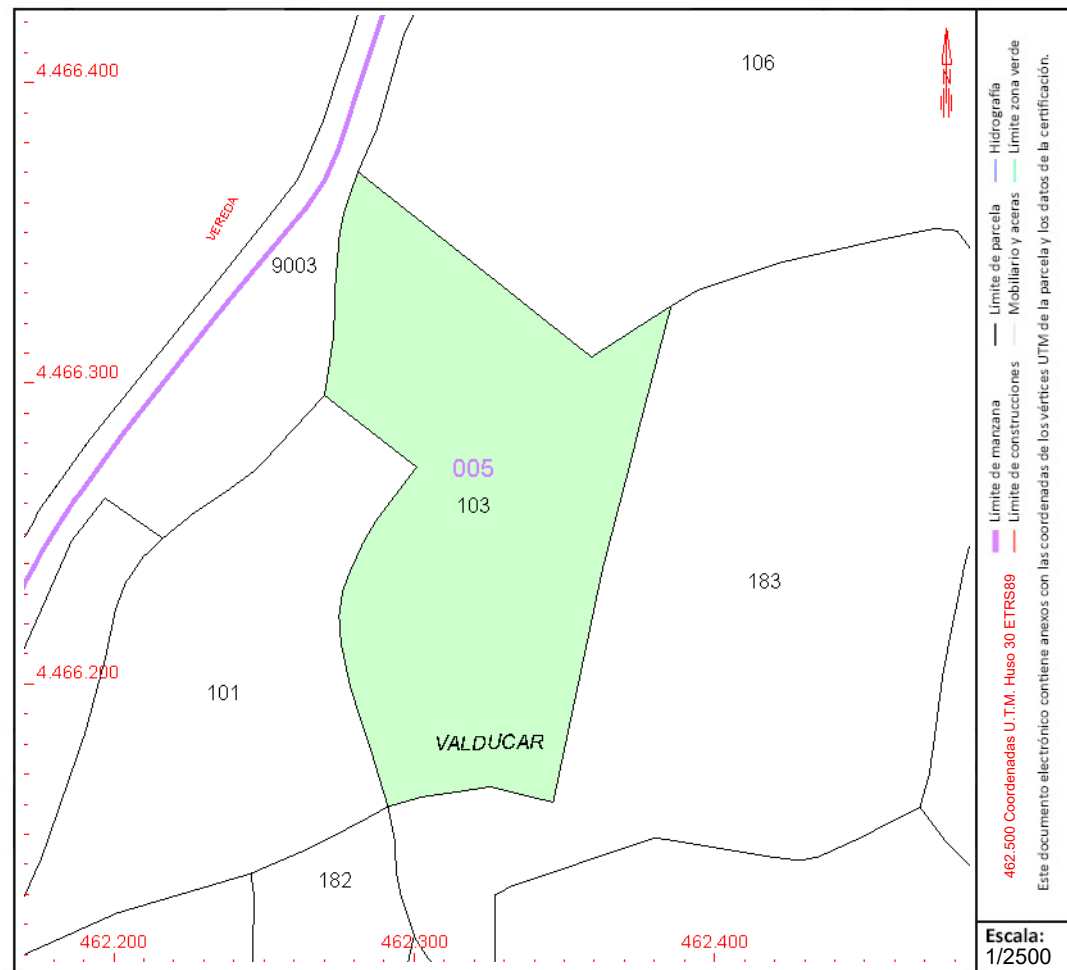 4.466.400
106
N
VEREDA
9003
4.466.300
005
103
183
4.466.200
101
VALDUCAR
182
462.200
462.300
462.400
462.500 Coordenadas U.T.M. Huso 30 ETRS89
Límite de manzana
Límite de parcela
Hidrografía
Límite de construcciones
Mobiliario y aceras
Límite zona verde
Este documento electrónico contiene anexos con las coordenadas de los vértices UTM de la parcela y los datos de la certificación.
Escala:
1/2500